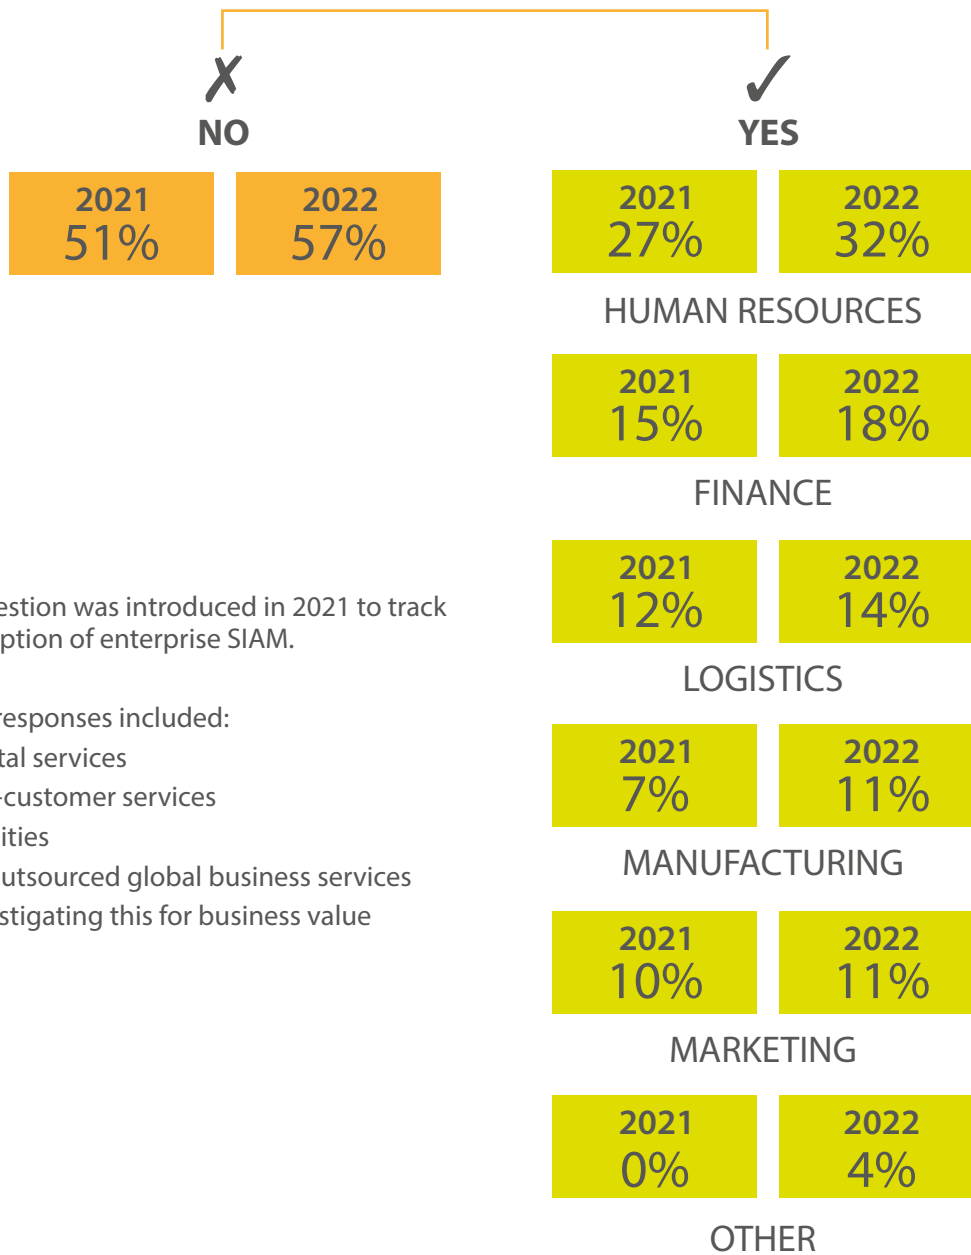 ✗ ✓
NO YES
2021 2022 2021 2022
51% 57% 27% 32%
HUMAN RESOURCES
2021 2022
15% 18%
FINANCE
2021 2022
12% 14%
LOGISTICS
2021 2022
7% 11%
MANUFACTURING
2021 2022
10% 11%
MARKETING
2021 2022
0% 4%
OTHER
estion was introduced in 2021 to track
ption of enterprise SIAM.
responses included:
tal services
-customer services
ities
utsourced global business services
stigating this for business value